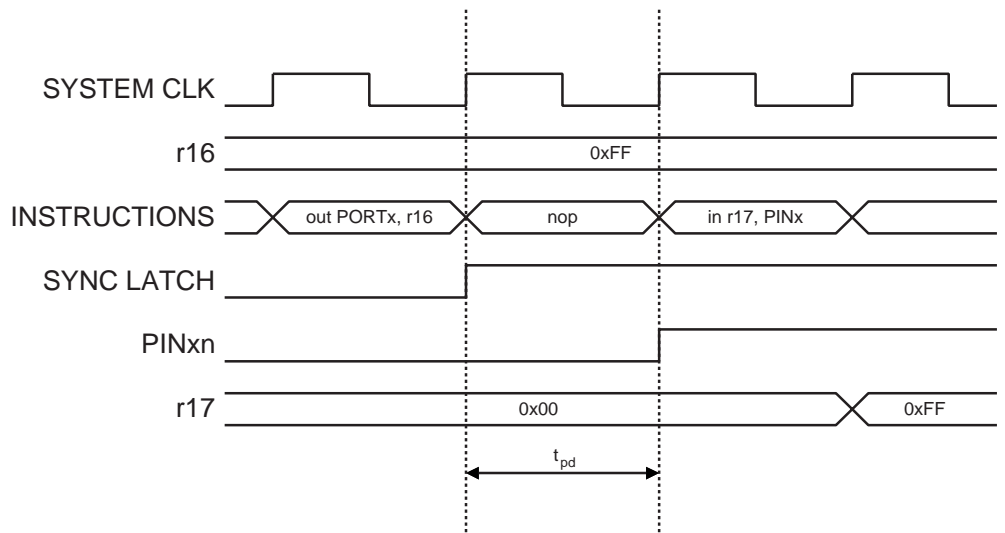 SYSTEM CLK
r16
0xFF
INSTRUCTIONS
out PORTx, r16
nop
in r17, PINx
SYNC LATCH
PINxn
r17
0x00
0xFF
tpd